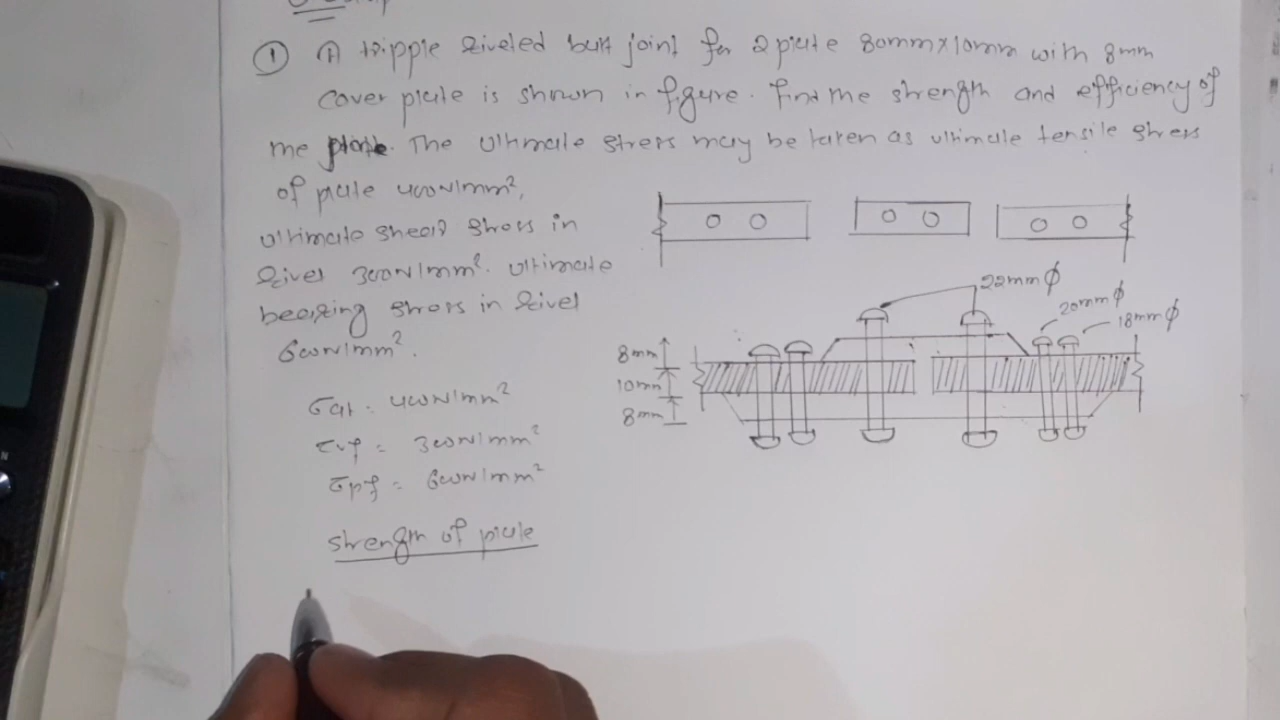 ① A tripple riveted butt joint for 2 plate 80mm x 10mm with 8mm
cover plate is shown in figure. Find the strength and efficiency of
the plate. The Ultimate stress may be taken as ultimate tensile stress
of plate 400N/mm²,
ultimate shear stress in
rivet 300N/mm². Ultimate
bearing stress in rivet
600N/mm².
σat = 400N/mm²
τvf = 300N/mm²
σpf = 600N/mm²
strength of plate
22mm ϕ
20mm ϕ
18mm ϕ
8mm
10mm
8mm
N